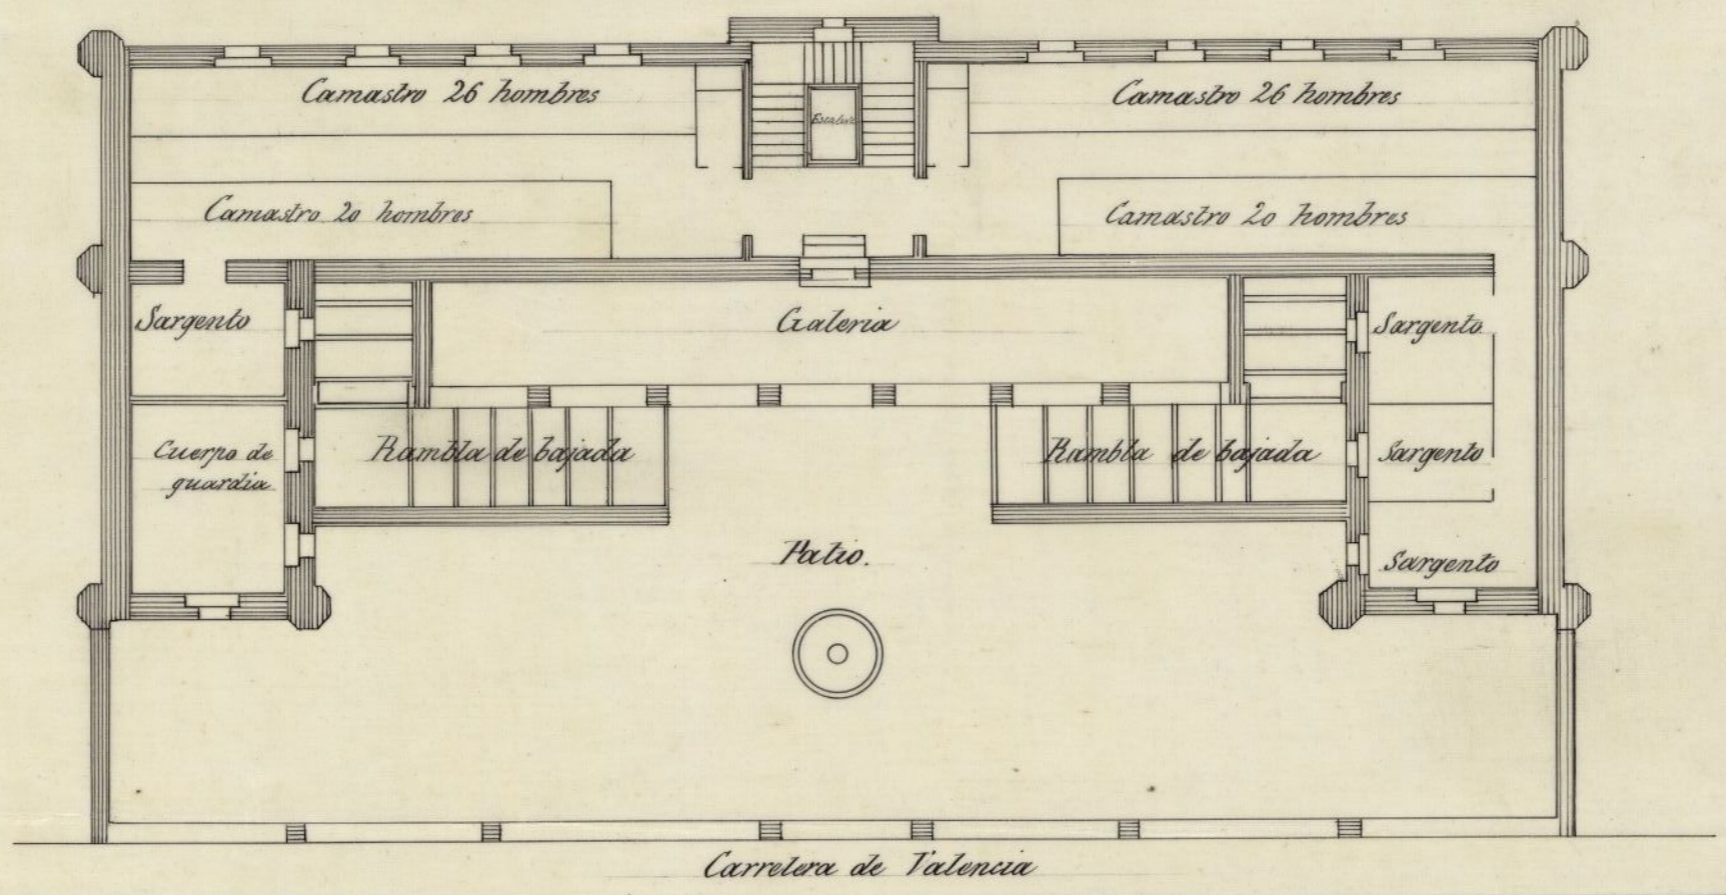 Camastro 26 hombres
Escalera
Camastro 26 hombres
Camastro 20 hombres
Camastro 20 hombres
Sargento
Galeria
Sargento
Cuerpo de
guardia
Rambla de bajada
Rambla de bajada
Sargento
Patio.
Sargento
Carretera de Valencia